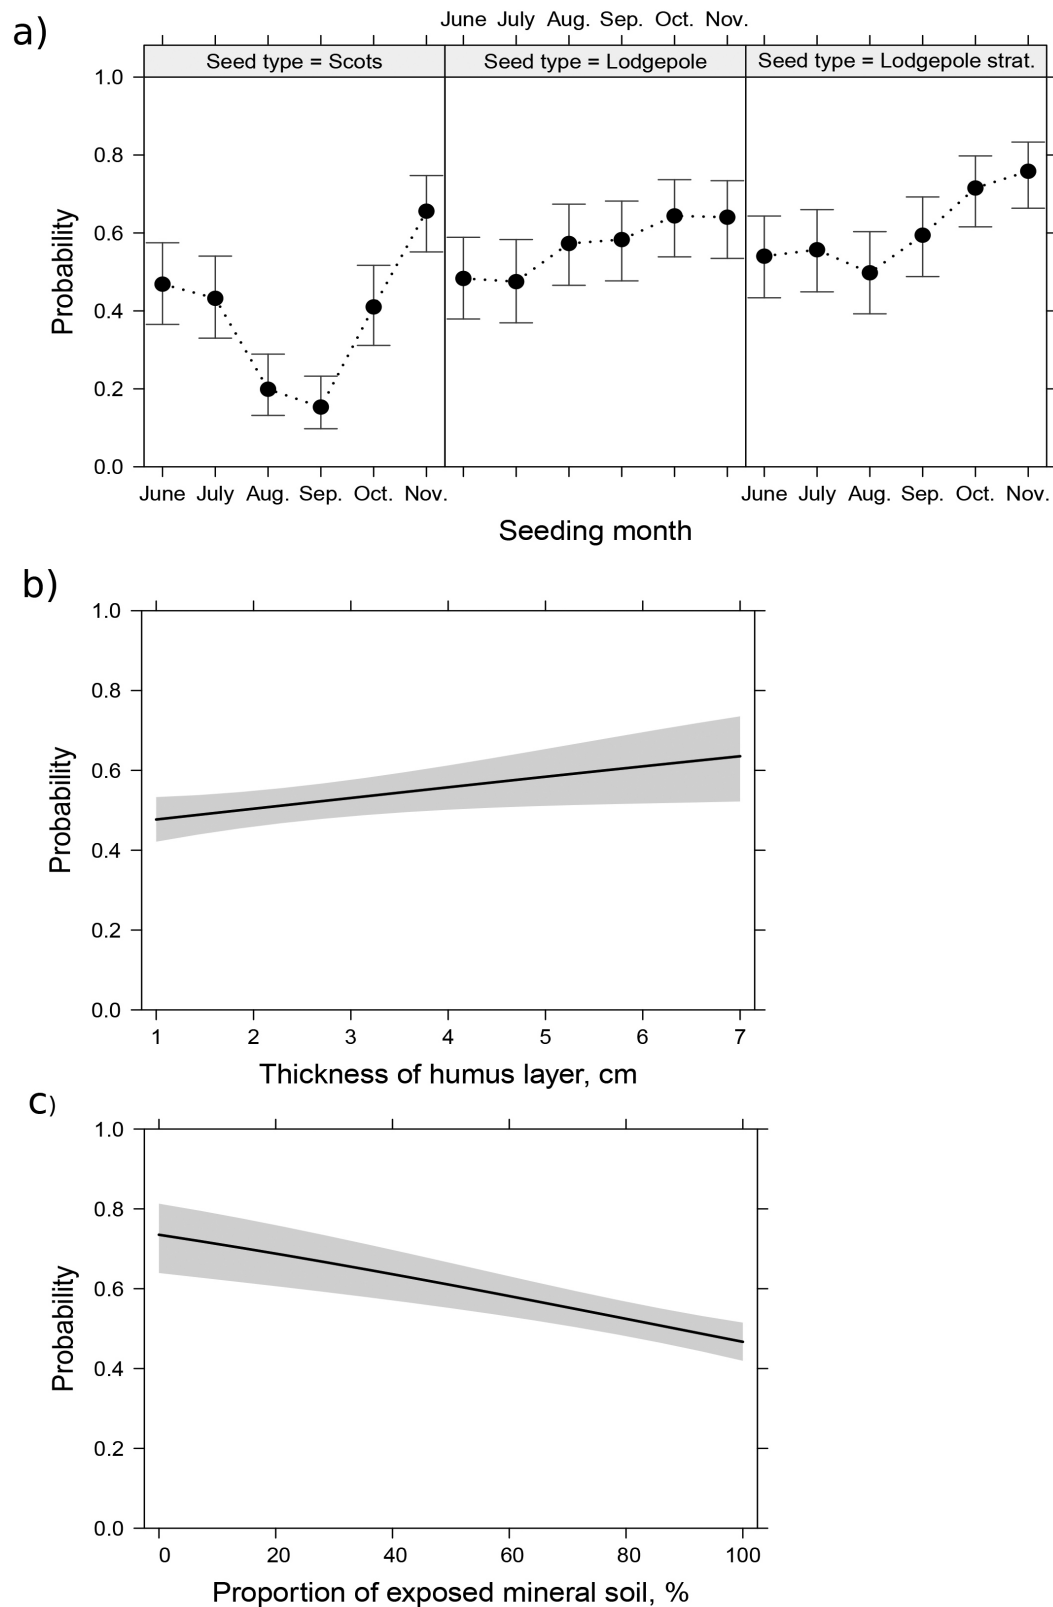 a)
June July Aug. Sep. Oct. Nov.
Seed type = Scots Seed type = Lodgepole Seed type = Lodgepole strat.
1.0
0.8
0.6
0.4
0.2
0.0
Probability
June July Aug. Sep. Oct. Nov. June July Aug. Sep. Oct. Nov.
Seeding month
b)
1.0
0.8
0.6
0.4
0.2
0.0
Probability
1 2 3 4 5 6 7
Thickness of humus layer, cm
c)
1.0
0.8
0.6
0.4
0.2
0.0
Probability
0 20 40 60 80 100
Proportion of exposed mineral soil, %